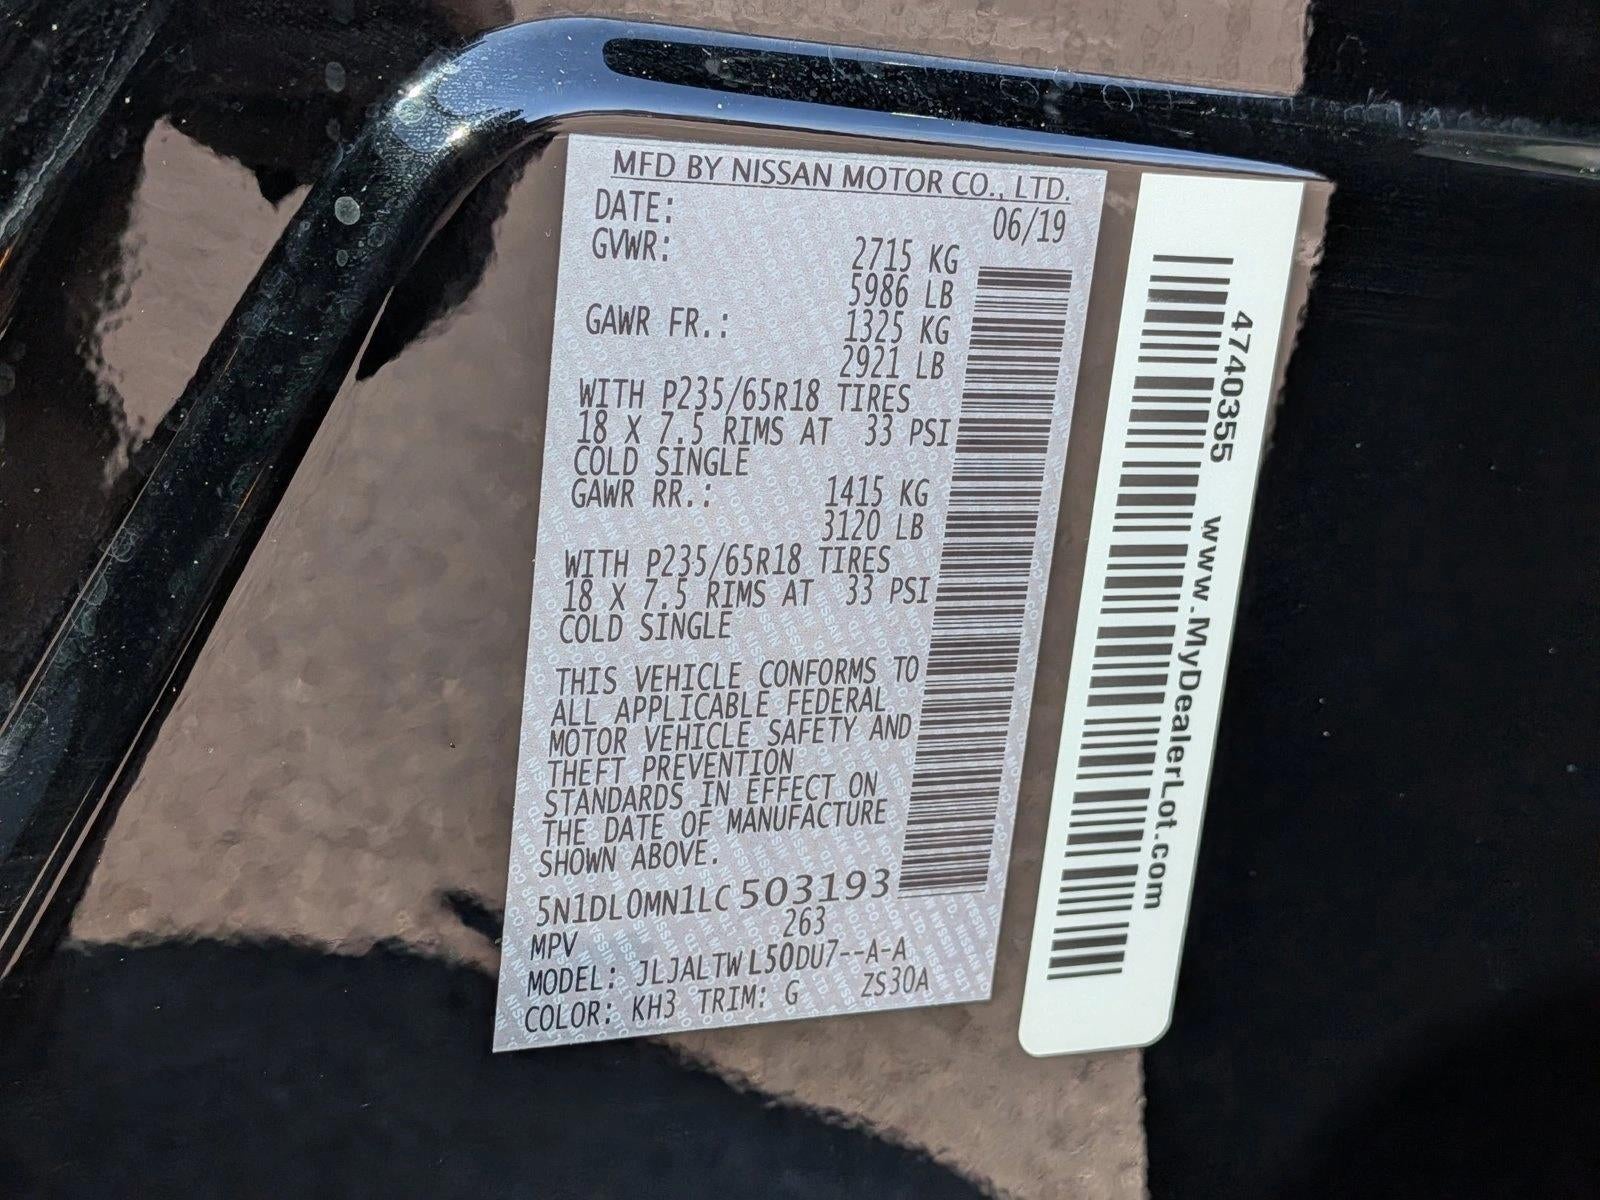 MFD BY NISSAN MOTOR CO., LTD.
DATE: 06/19
GVWR: 2715 KG
5986 LB
GAWR FR.: 1325 KG
2921 LB
WITH P235/65R18 TIRES
18 X 7.5 RIMS AT 33 PSI
COLD SINGLE
GAWR RR.: 1415 KG
3120 LB
WITH P235/65R18 TIRES
18 X 7.5 RIMS AT 33 PSI
COLD SINGLE
THIS VEHICLE CONFORMS TO
ALL APPLICABLE FEDERAL
MOTOR VEHICLE SAFETY AND
THEFT PREVENTION
STANDARDS IN EFFECT ON
THE DATE OF MANUFACTURE
SHOWN ABOVE.
5N1DL0MN1LC503193
263
MPV
MODEL: JLJALTWL50DU7--A-A
COLOR: KH3 TRIM: G ZS30A
4740355 www.MyDealerLot.com